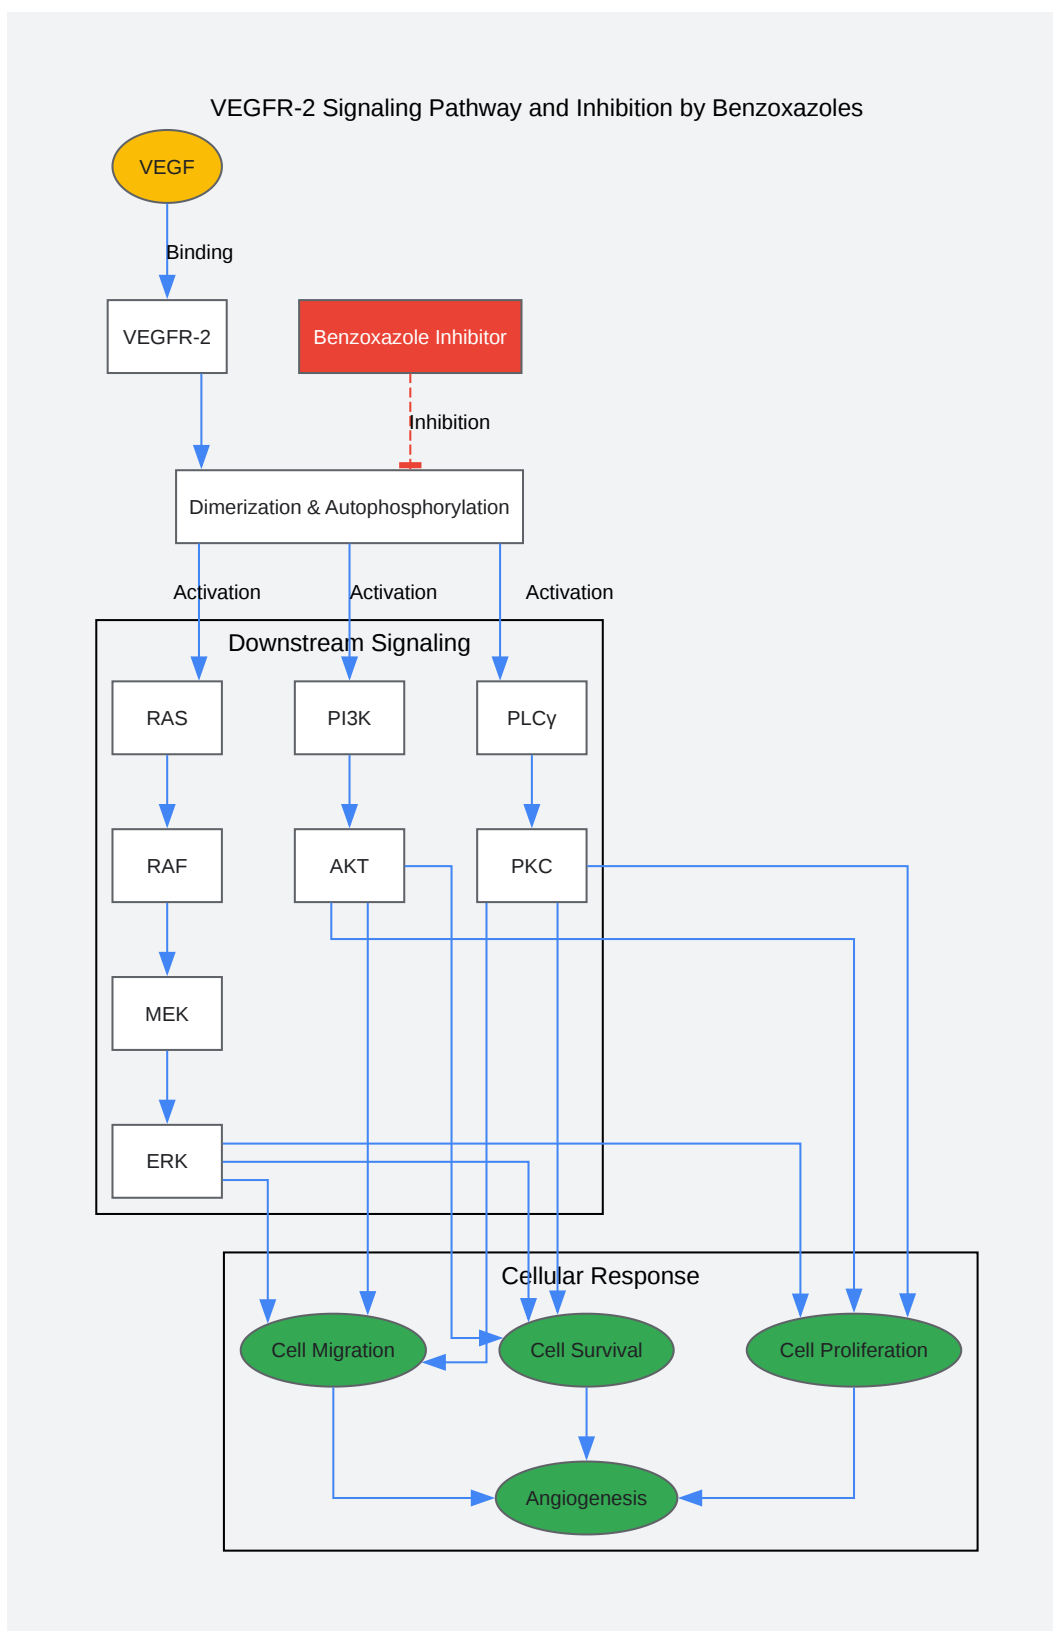 VEGFR-2 Signaling Pathway and Inhibition by Benzoxazoles
VEGF
Binding
VEGFR-2
Benzoxazole Inhibitor
Inhibition
Dimerization & Autophosphorylation
Activation
Activation
Activation
Downstream Signaling
RAS
PI3K
PLCγ
RAF
AKT
PKC
MEK
ERK
Cellular Response
Cell Migration
Cell Survival
Cell Proliferation
Angiogenesis